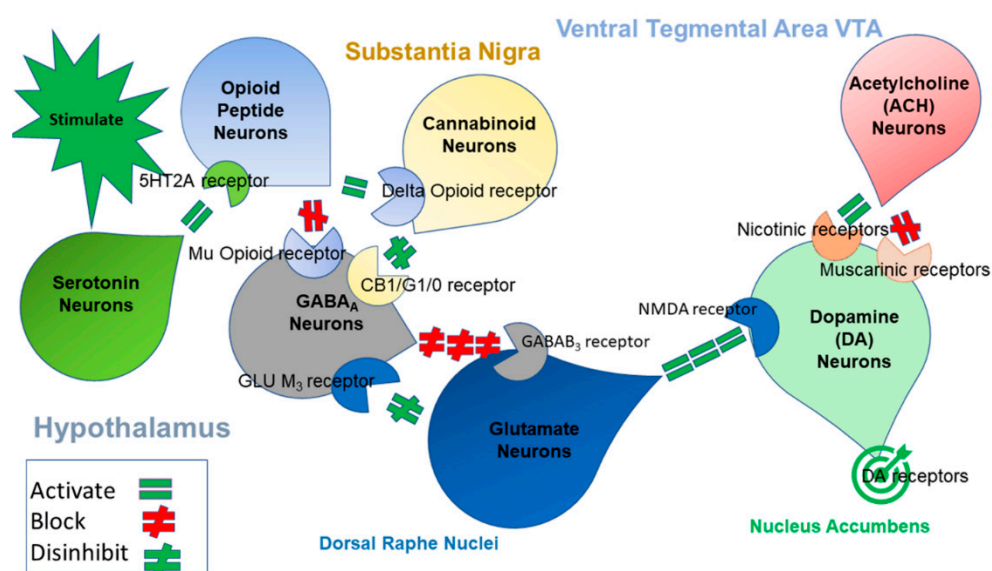 Ventral Tegmental Area VTA
Substantia Nigra
Stimulate
Opioid
Peptide
Neurons
Cannabinoid
Neurons
Acetylcholine
(ACH)
Neurons
5HT2A receptor
Delta Opioid receptor
Nicotinic receptors
Mu Opioid receptor
Muscarinic receptors
Serotonin
Neurons
CB1/G1/0 receptor
GABAA
Neurons
NMDA receptor
Dopamine
(DA)
Neurons
GABAB3 receptor
GLU M3 receptor
Hypothalamus
Glutamate
Neurons
Activate
Block
Disinhibit
DA receptors
Dorsal Raphe Nuclei
Nucleus Accumbens